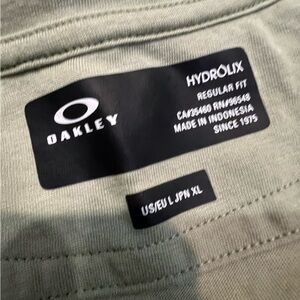 OAKLEY
HYDROLIX
REGULAR FIT
CA#35460 RN#96548
MADE IN INDONESIA
SINCE 1975
US/EU L JPN XL